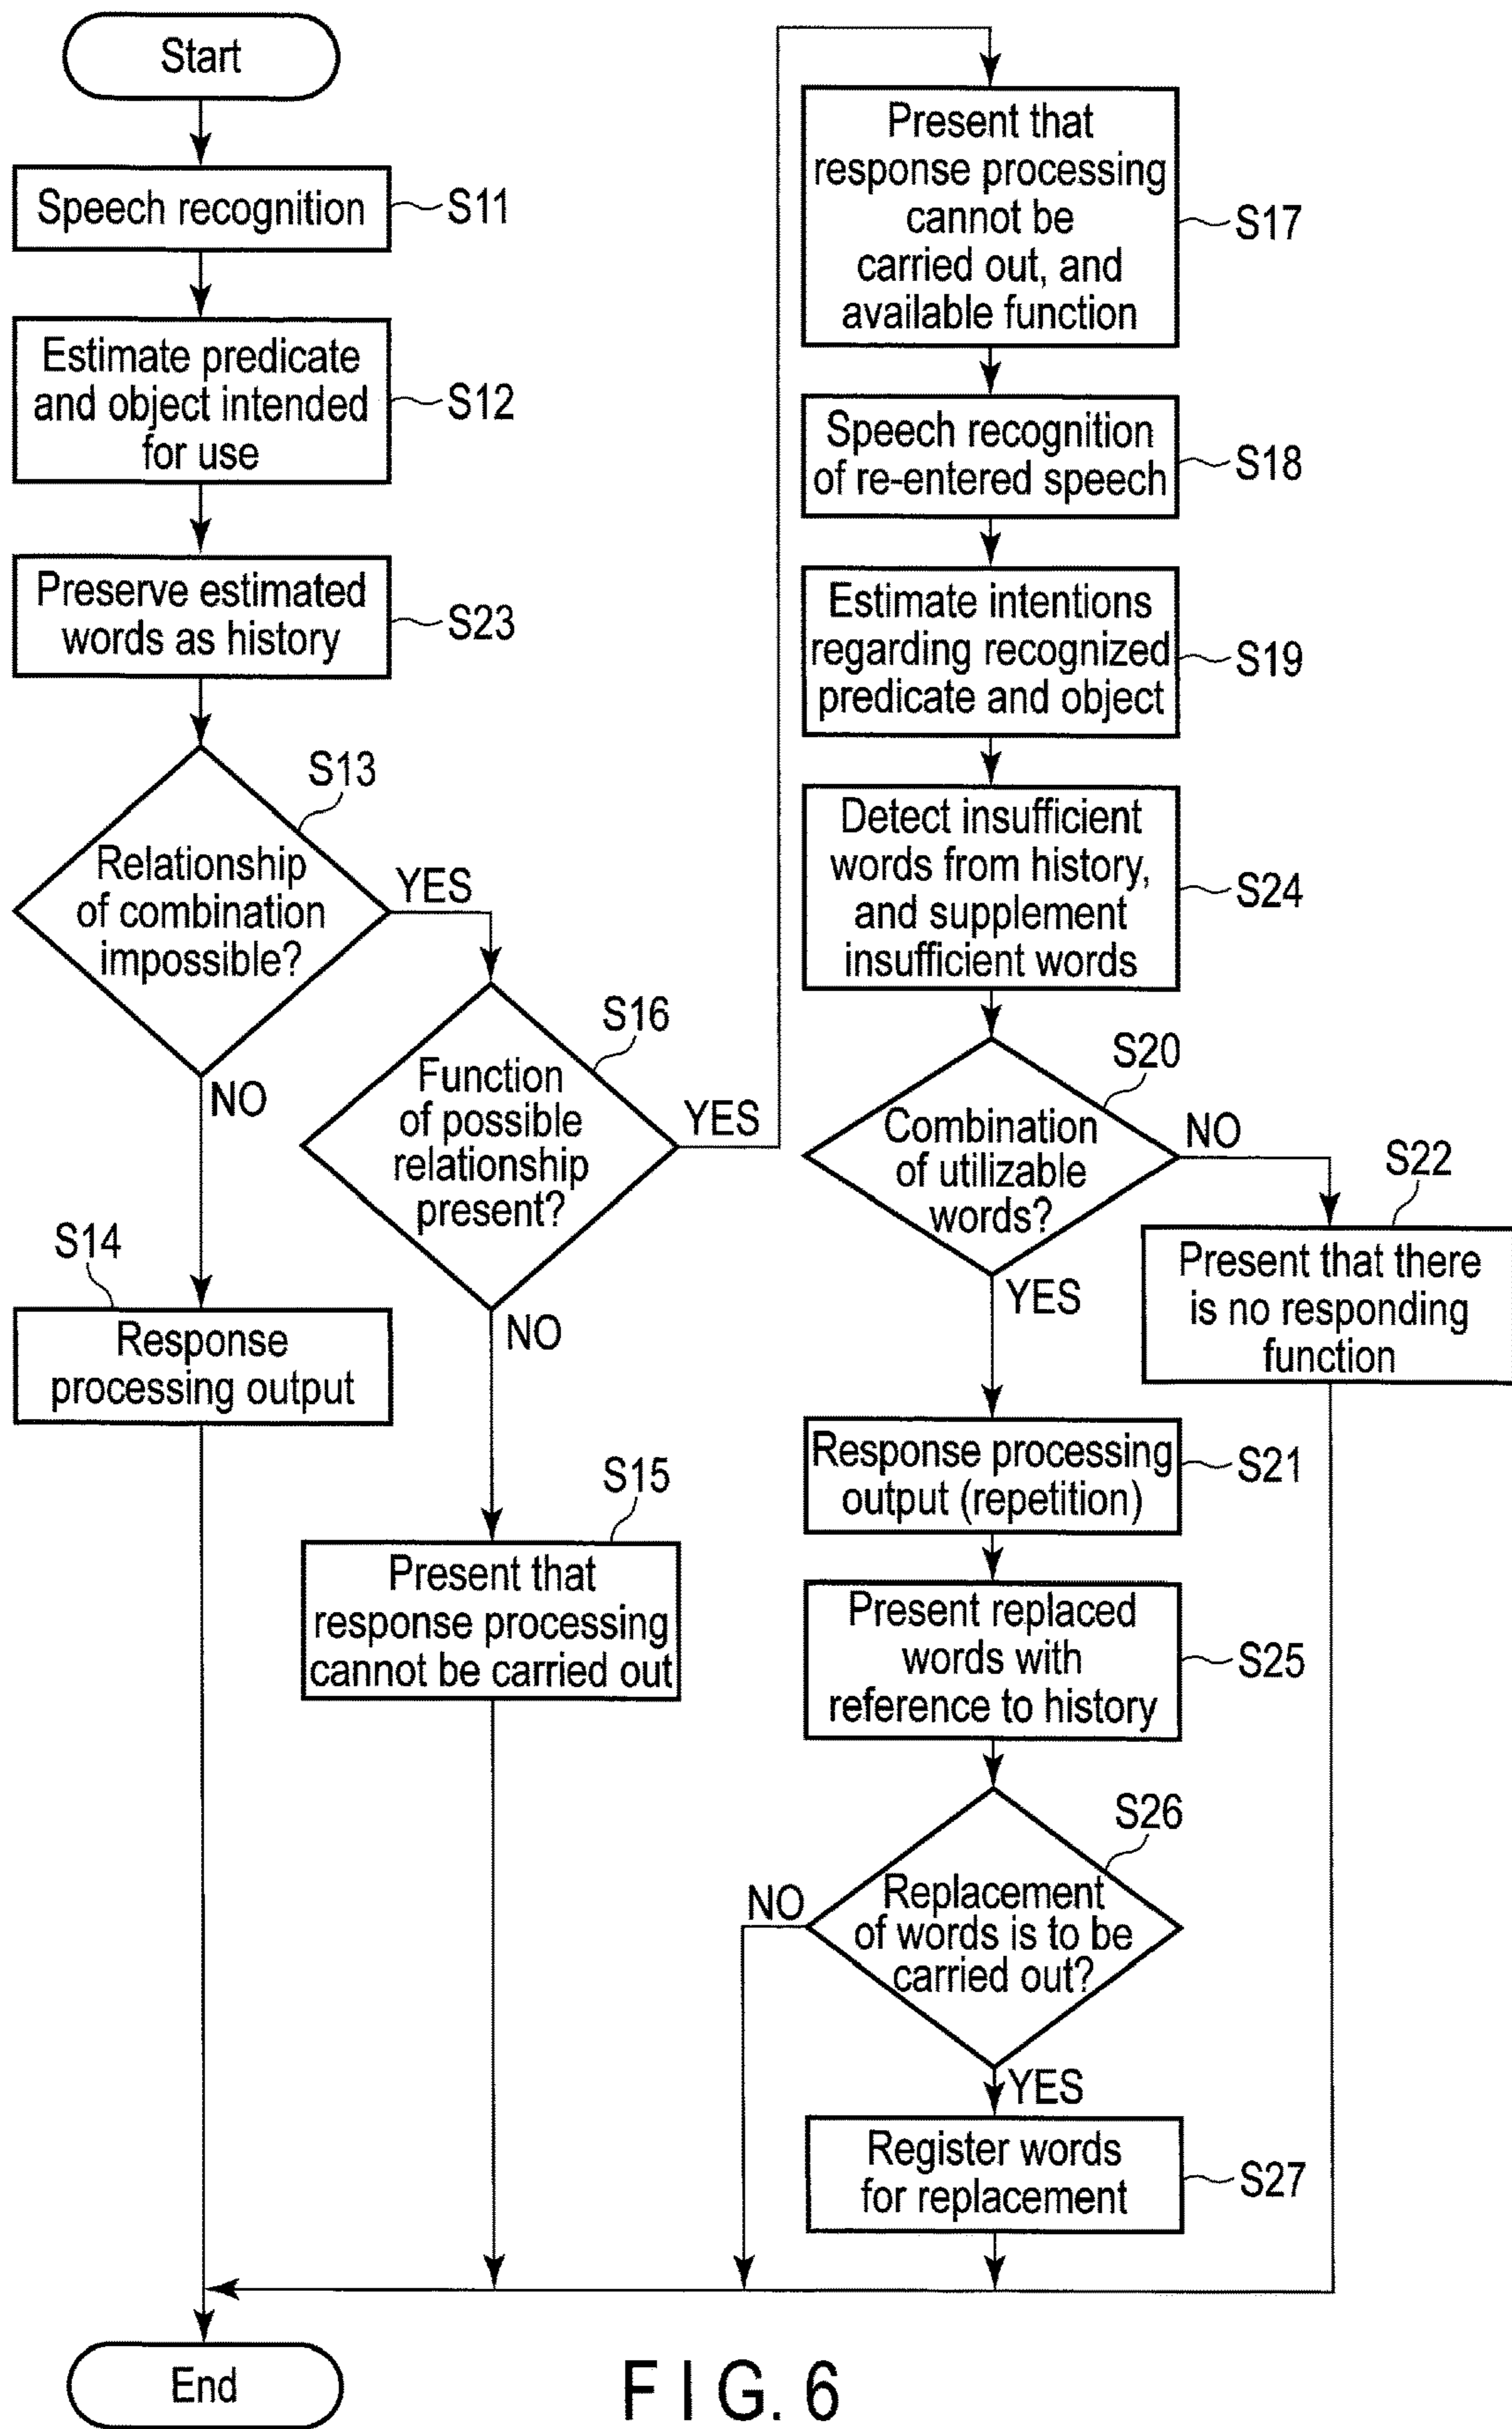 Start
Speech recognition
S11
Estimate predicate
and object intended
for use
S12
Preserve estimated
words as history
S23
S13
Relationship
of combination
impossible?
YES
NO
S14
Response
processing output
S16
Function
of possible
relationship
present?
YES
NO
S15
Present that
response processing
cannot be carried out
Present that
response processing
cannot be
carried out, and
available function
S17
Speech recognition
of re-entered speech
S18
Estimate intentions
regarding recognized
predicate and object
S19
Detect insufficient
words from history,
and supplement
insufficient words
S24
S20
Combination
of utilizable
words?
NO
YES
S22
Present that there
is no responding
function
Response processing
output (repetition)
S21
Present replaced
words with
reference to history
S25
S26
Replacement
of words is to be
carried out?
NO
YES
Register words
for replacement
S27
End
FIG. 6